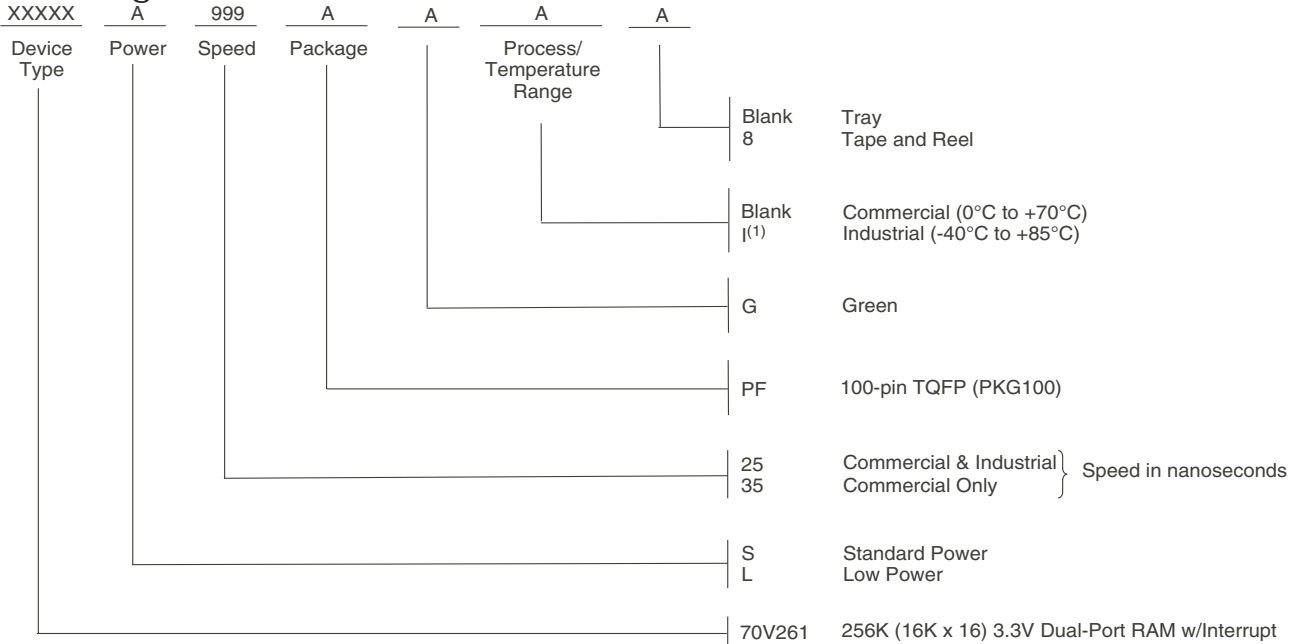 XXXXX A 999 A A A A
Device Type Power Speed Package Process/ Temperature Range
Blank Tray
8 Tape and Reel
Blank Commercial (0°C to +70°C)
I(1) Industrial (-40°C to +85°C)
G Green
PF 100-pin TQFP (PKG100)
25 Commercial & Industrial
35 Commercial Only
Speed in nanoseconds
S Standard Power
L Low Power
70V261 256K (16K x 16) 3.3V Dual-Port RAM w/Interrupt